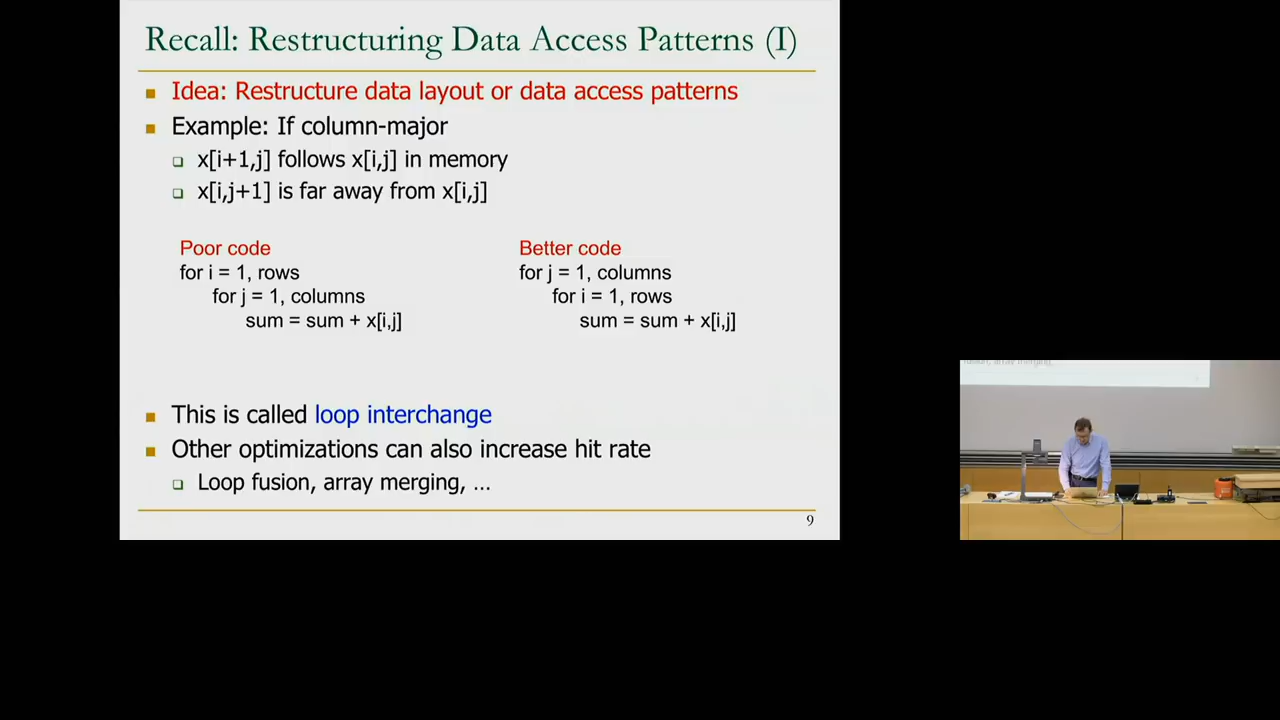 Recall: Restructuring Data Access Patterns (I)
Idea: Restructure data layout or data access patterns
Example: If column-major
x[i+1,j] follows x[i,j] in memory
x[i,j+1] is far away from x[i,j]
Poor code
for i = 1, rows
for j = 1, columns
sum = sum + x[i,j]
Better code
for j = 1, columns
for i = 1, rows
sum = sum + x[i,j]
This is called loop interchange
Other optimizations can also increase hit rate
Loop fusion, array merging, …
9